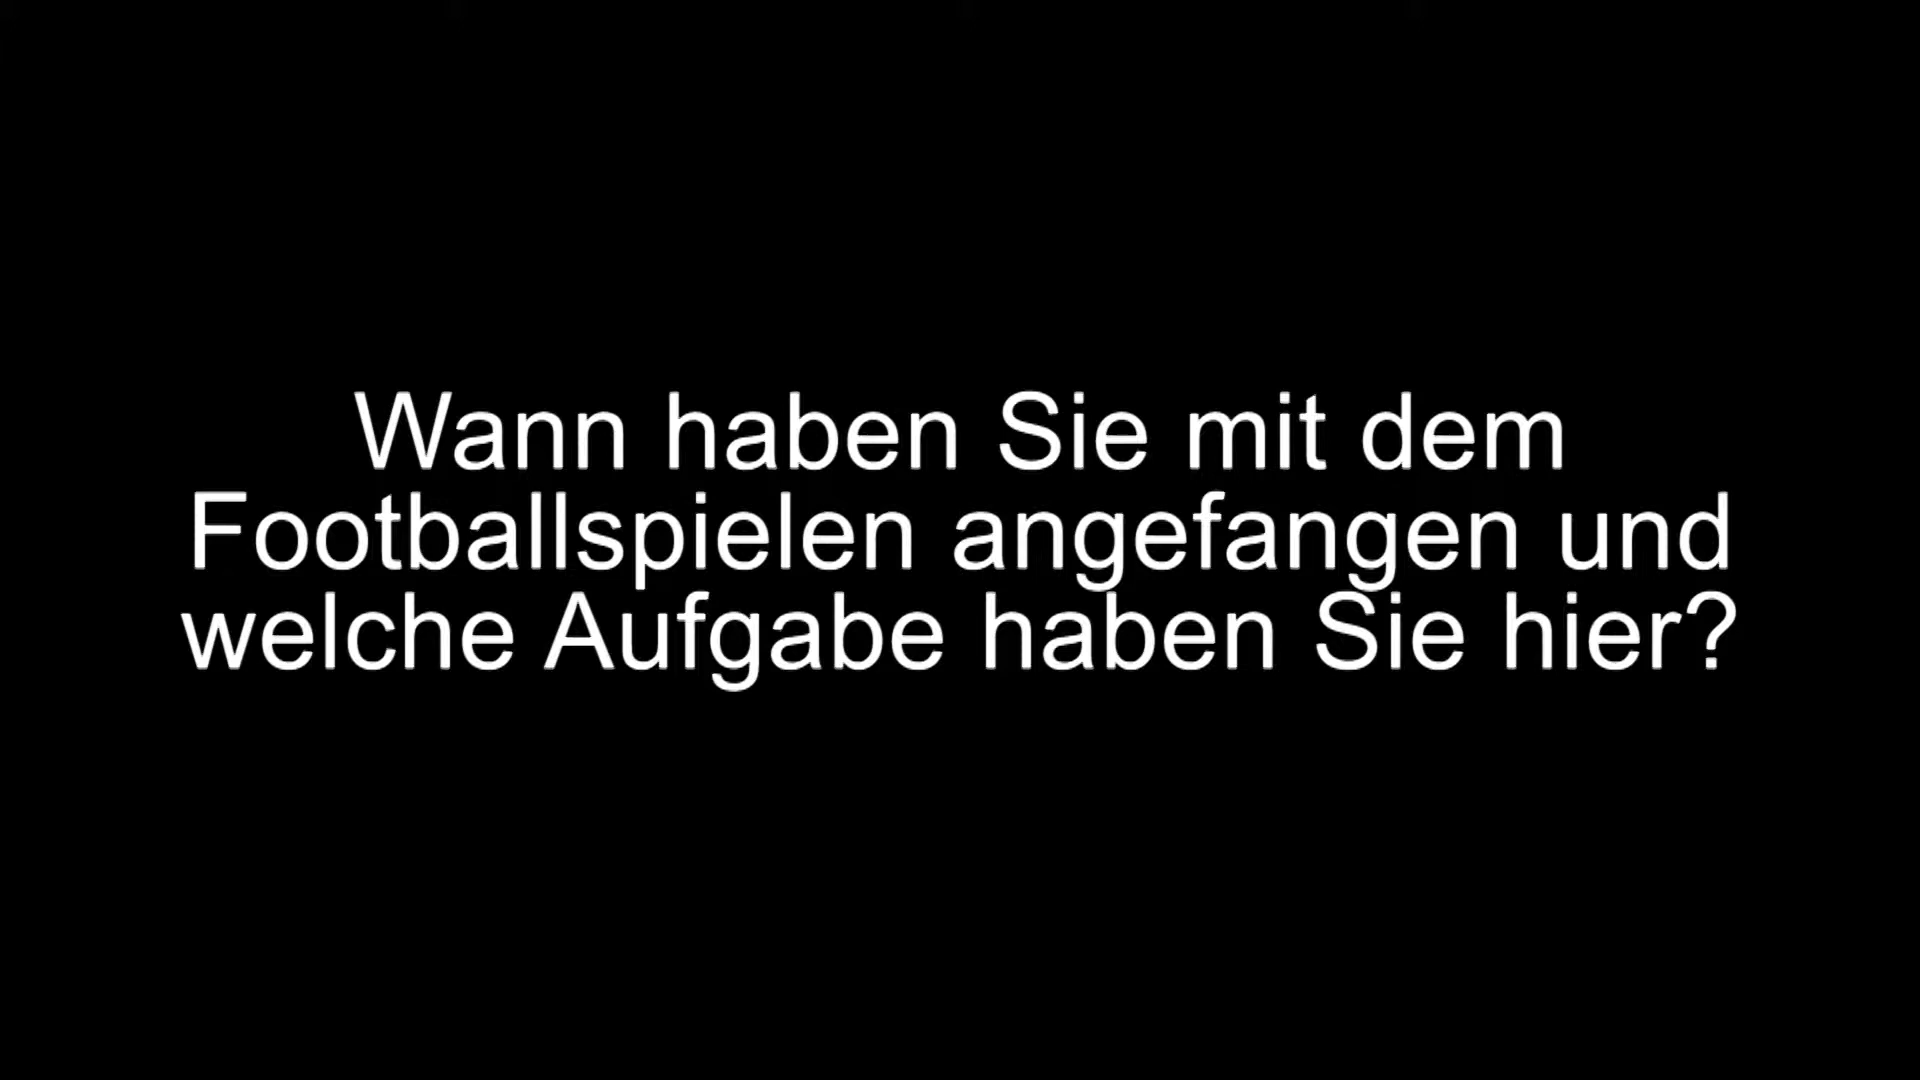 Wann haben Sie mit dem
Footballspielen angefangen und
welche Aufgabe haben Sie hier?